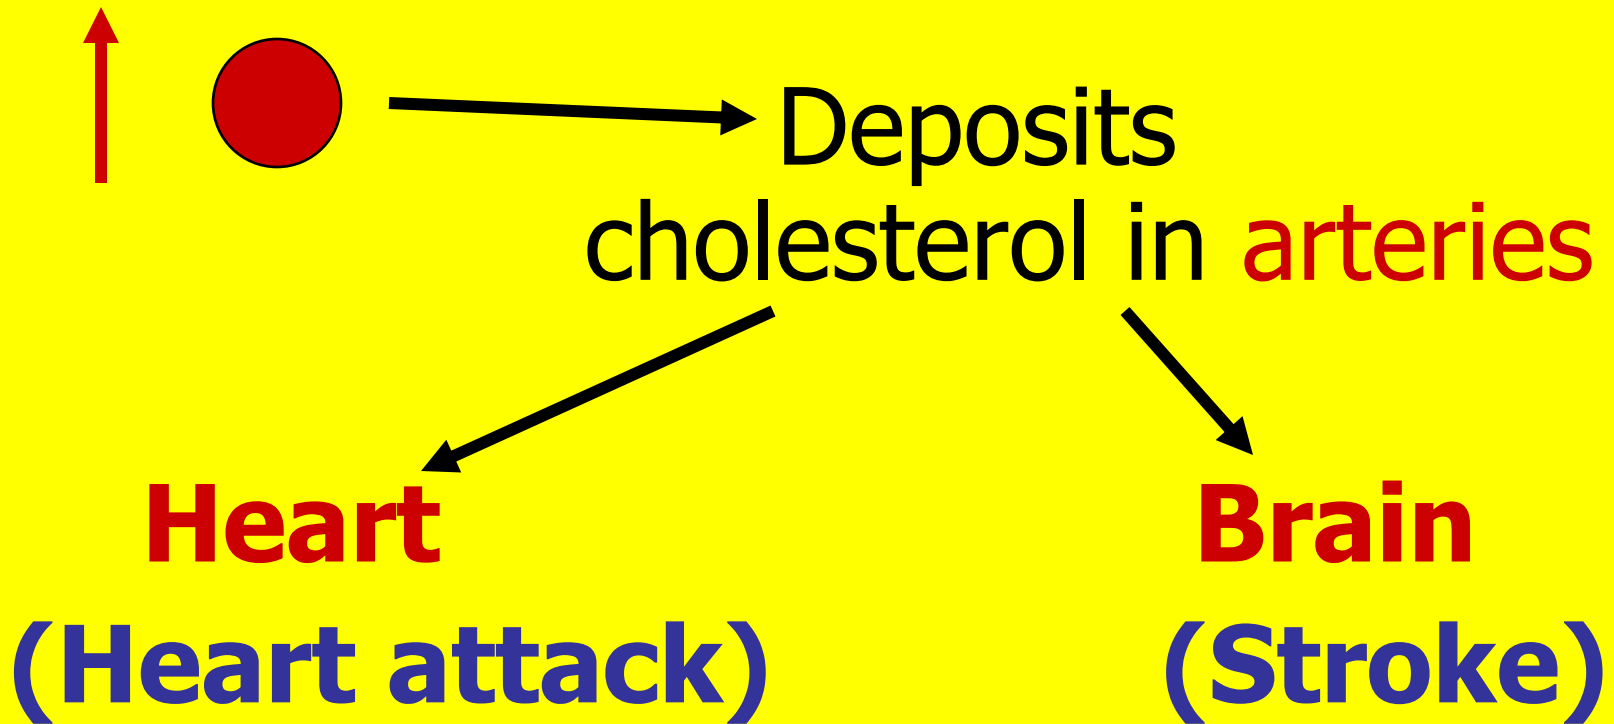 Deposits
cholesterol in arteries
Heart
Brain
(Heart attack)
(Stroke)